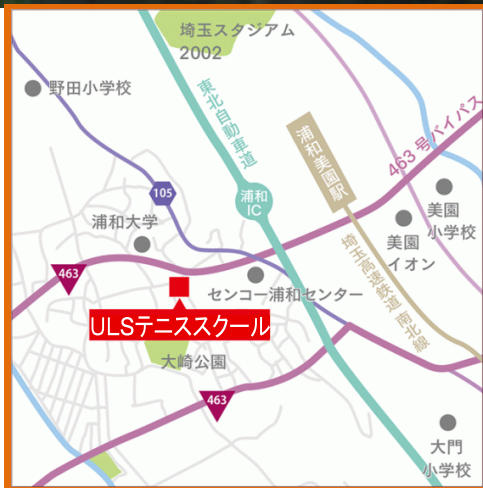 埼玉スタジアム
2002
野田小学校
東北自動車道
浦和美園駅
463号バイパス
105
浦和
IC
浦和大学
美園
小学校
美園
イオン
463
センコー浦和センター
埼玉高速鉄道 南北線
ULSテニススクール
大崎公園
463
大門
小学校